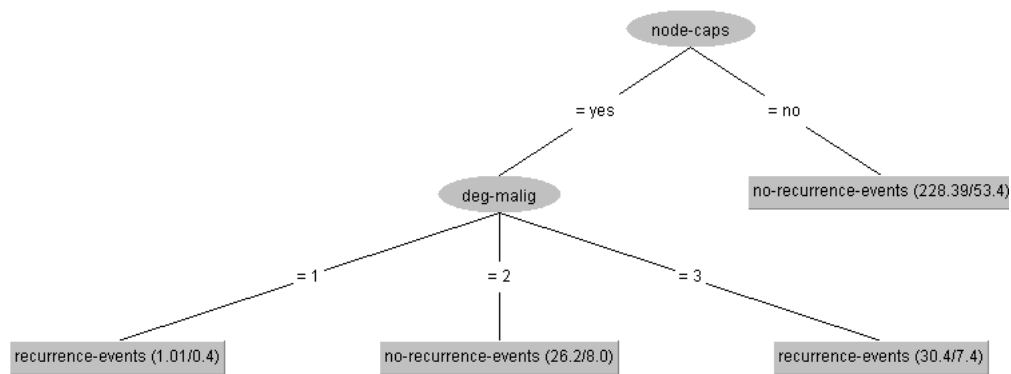 node-caps
= yes
= no
deg-malig
no-recurrence-events (228.39/53.4)
= 1
= 2
= 3
recurrence-events (1.01/0.4)
no-recurrence-events (26.2/8.0)
recurrence-events (30.4/7.4)